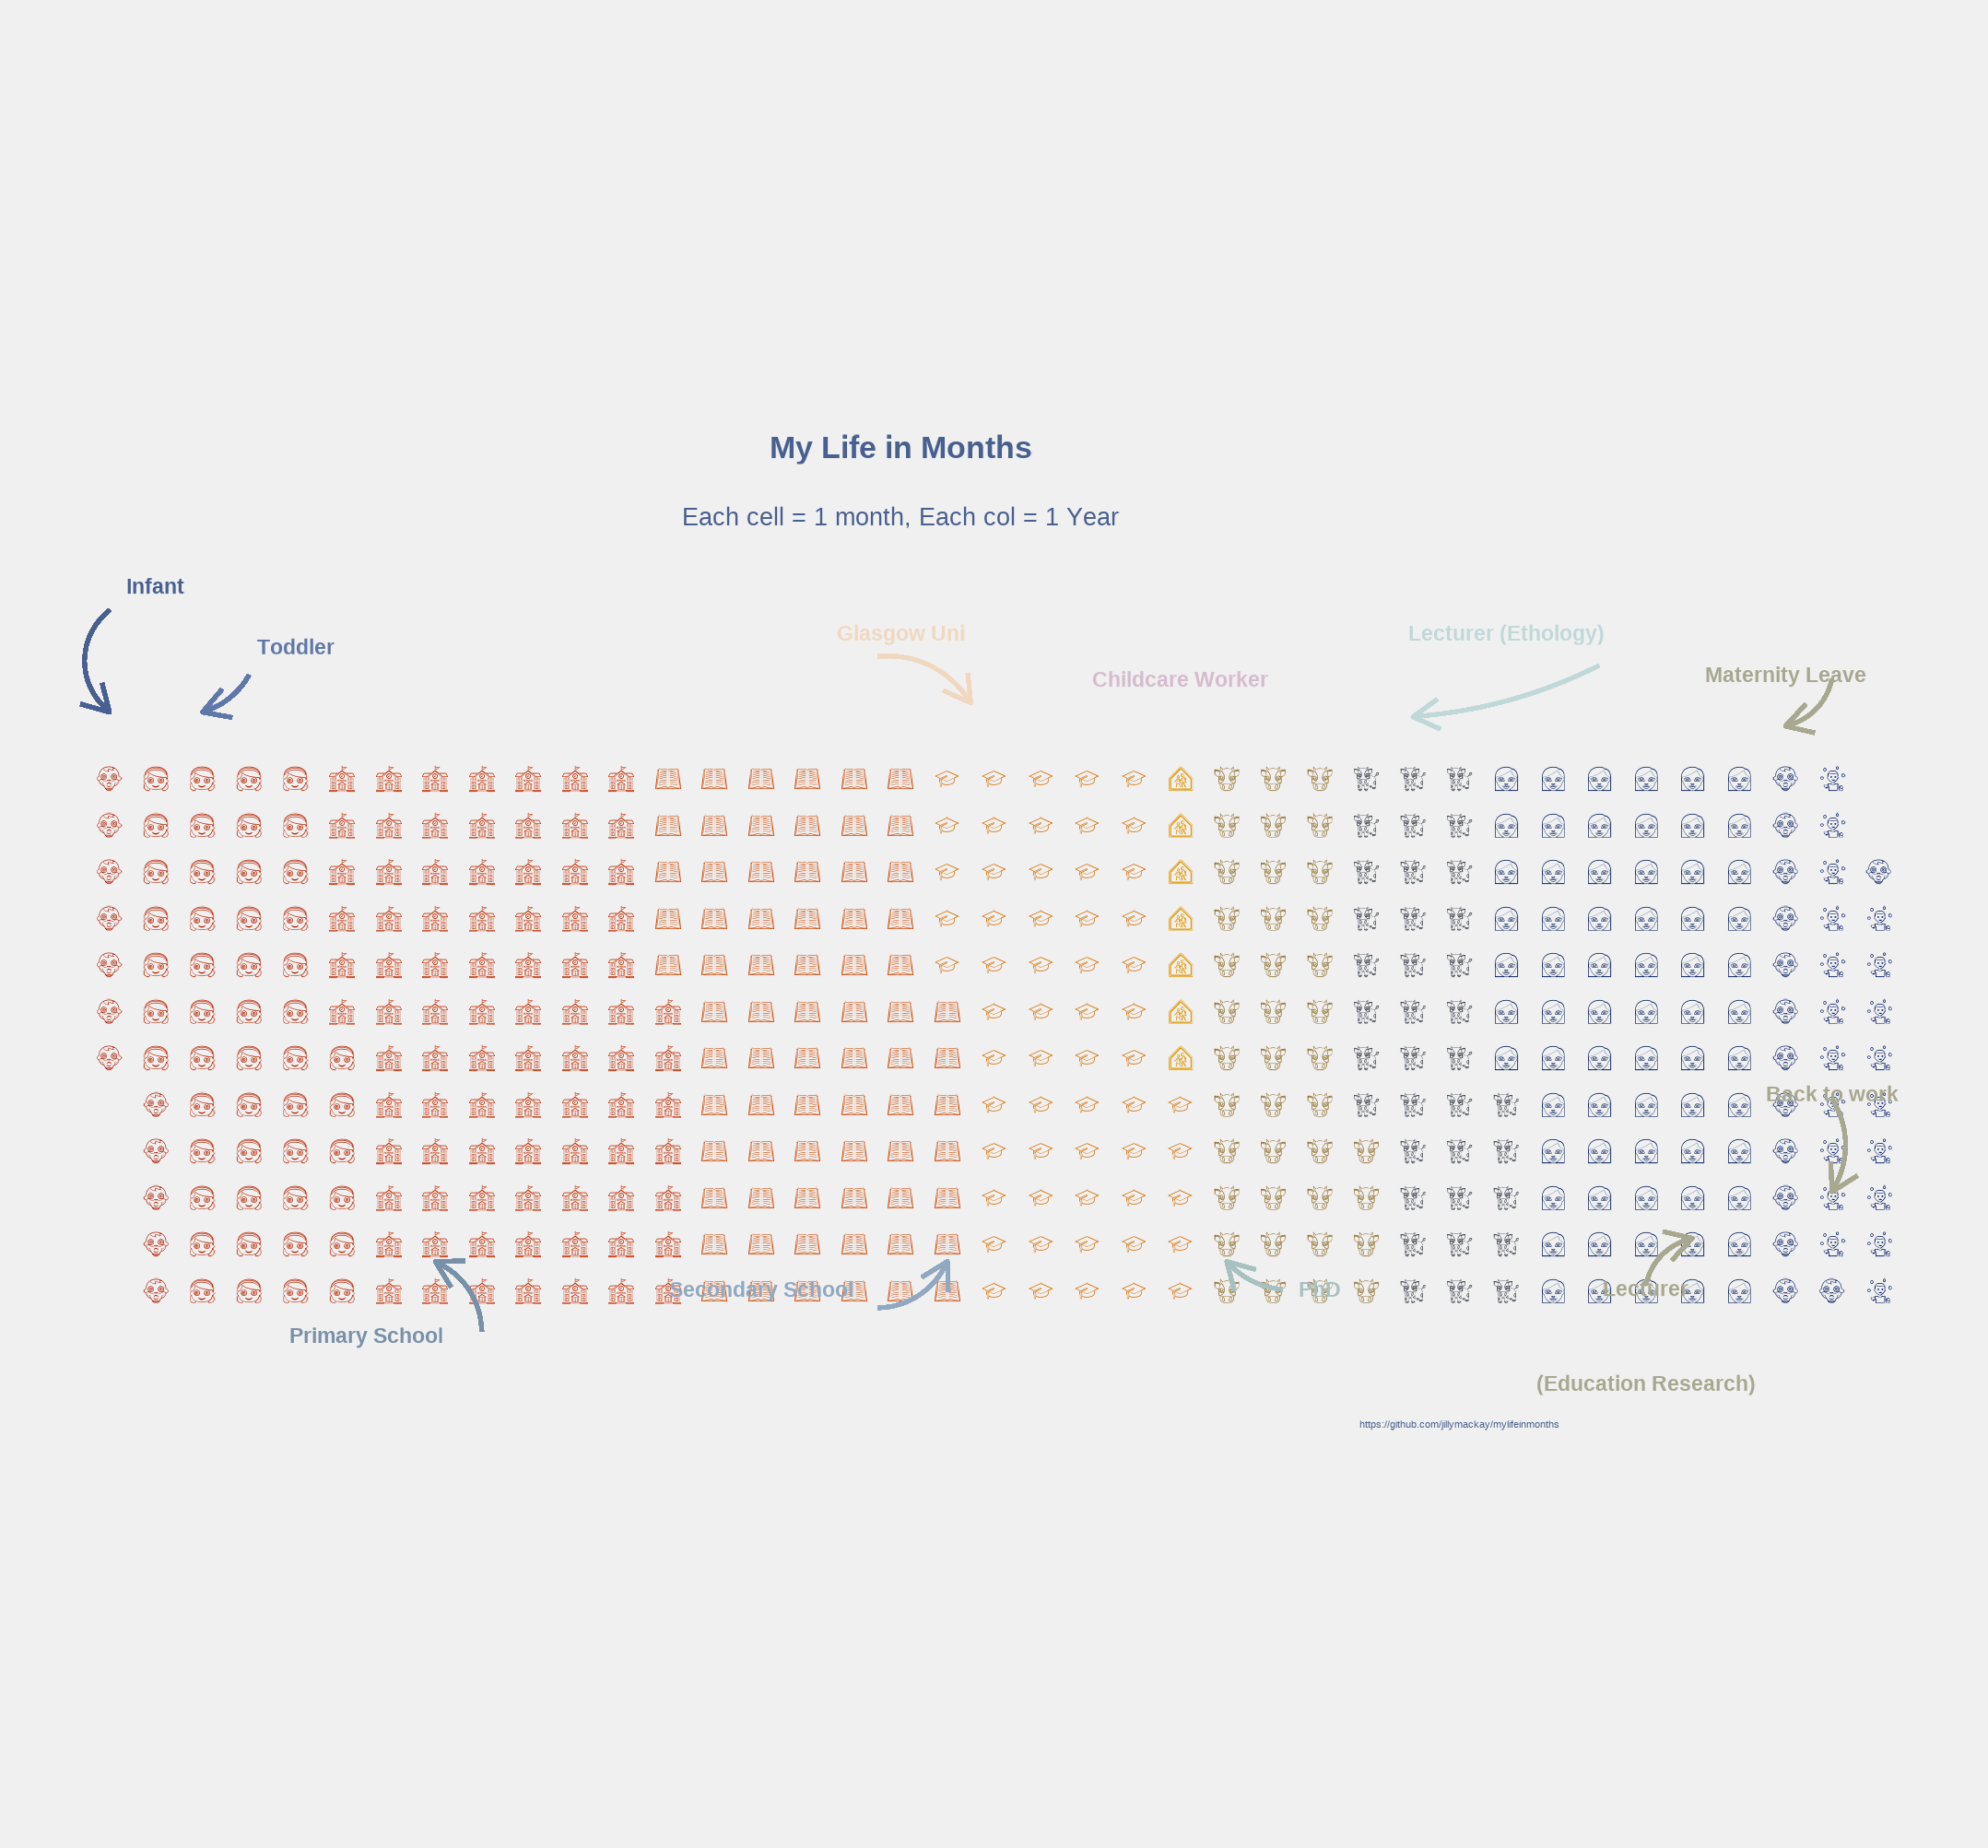 My Life in Months
Each cell = 1 month, Each col = 1 Year
Infant
Toddler
Glasgow Uni
Lecturer (Ethology)
Childcare Worker
Maternity Leave
Back to work
Secondary School
PhD
Lecturer
Primary School
(Education Research)
https://github.com/jillymackay/mylifeinmonths